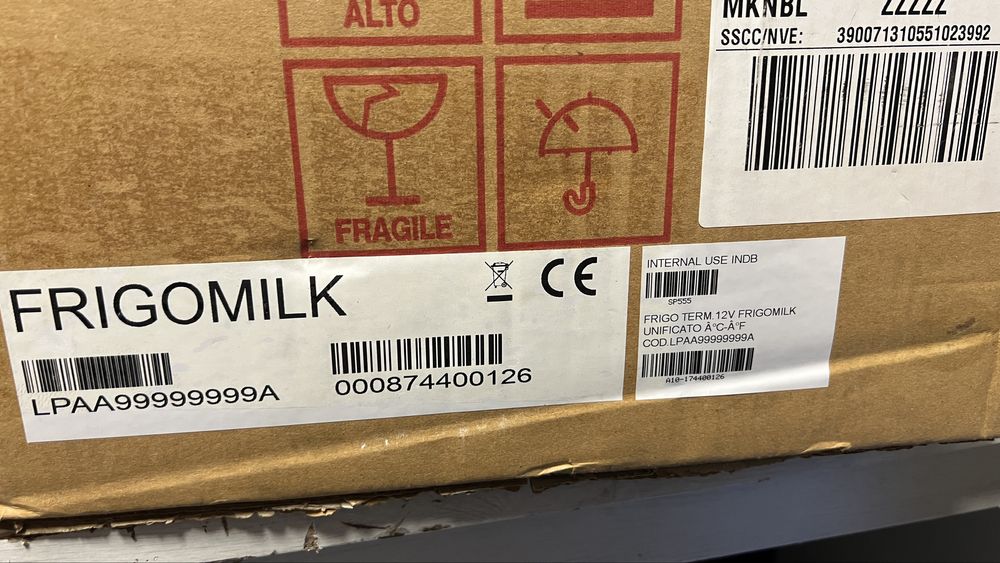 ALTO
MKNBL ZZZZZ
SSCC/NVE: 390071310551023992
FRAGILE
FRIGOMILK
CE
LPAA99999999A
000874400126
INTERNAL USE INDB
SP555
FRIGO TERM.12V FRIGOMILK
UNIFICATO Â°C-Â°F
COD.LPAA99999999A
A10-174400126